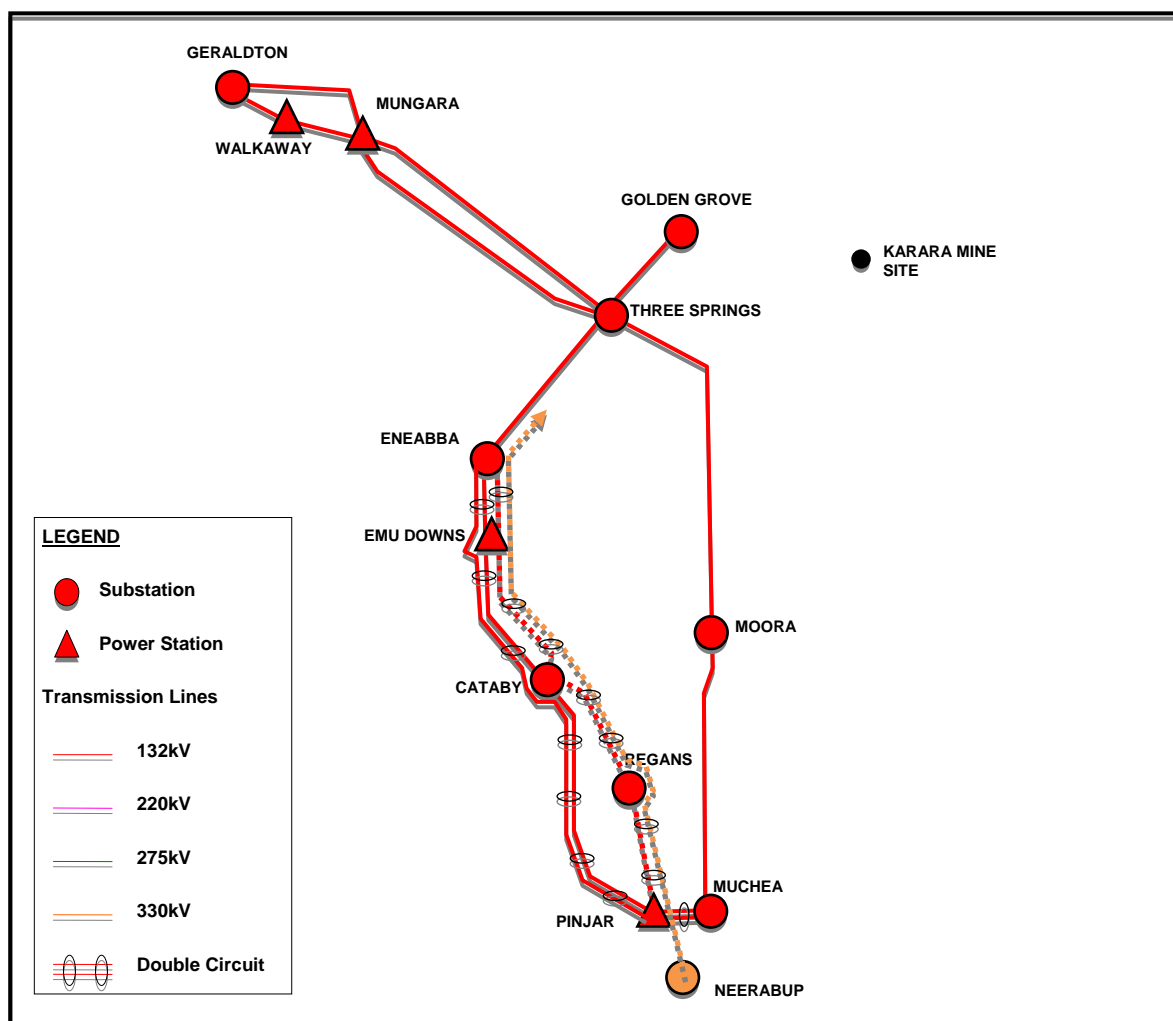 GERALDTON
MUNGARA
WALKAWAY
GOLDEN GROVE
KARARA MINE
SITE
THREE SPRINGS
ENEABBA
EMU DOWNS
MOORA
CATABY
REGANS
MUCHEA
PINJAR
NEERABUP
LEGEND
Substation
Power Station
Transmission Lines
132kV
220kV
275kV
330kV
Double Circuit